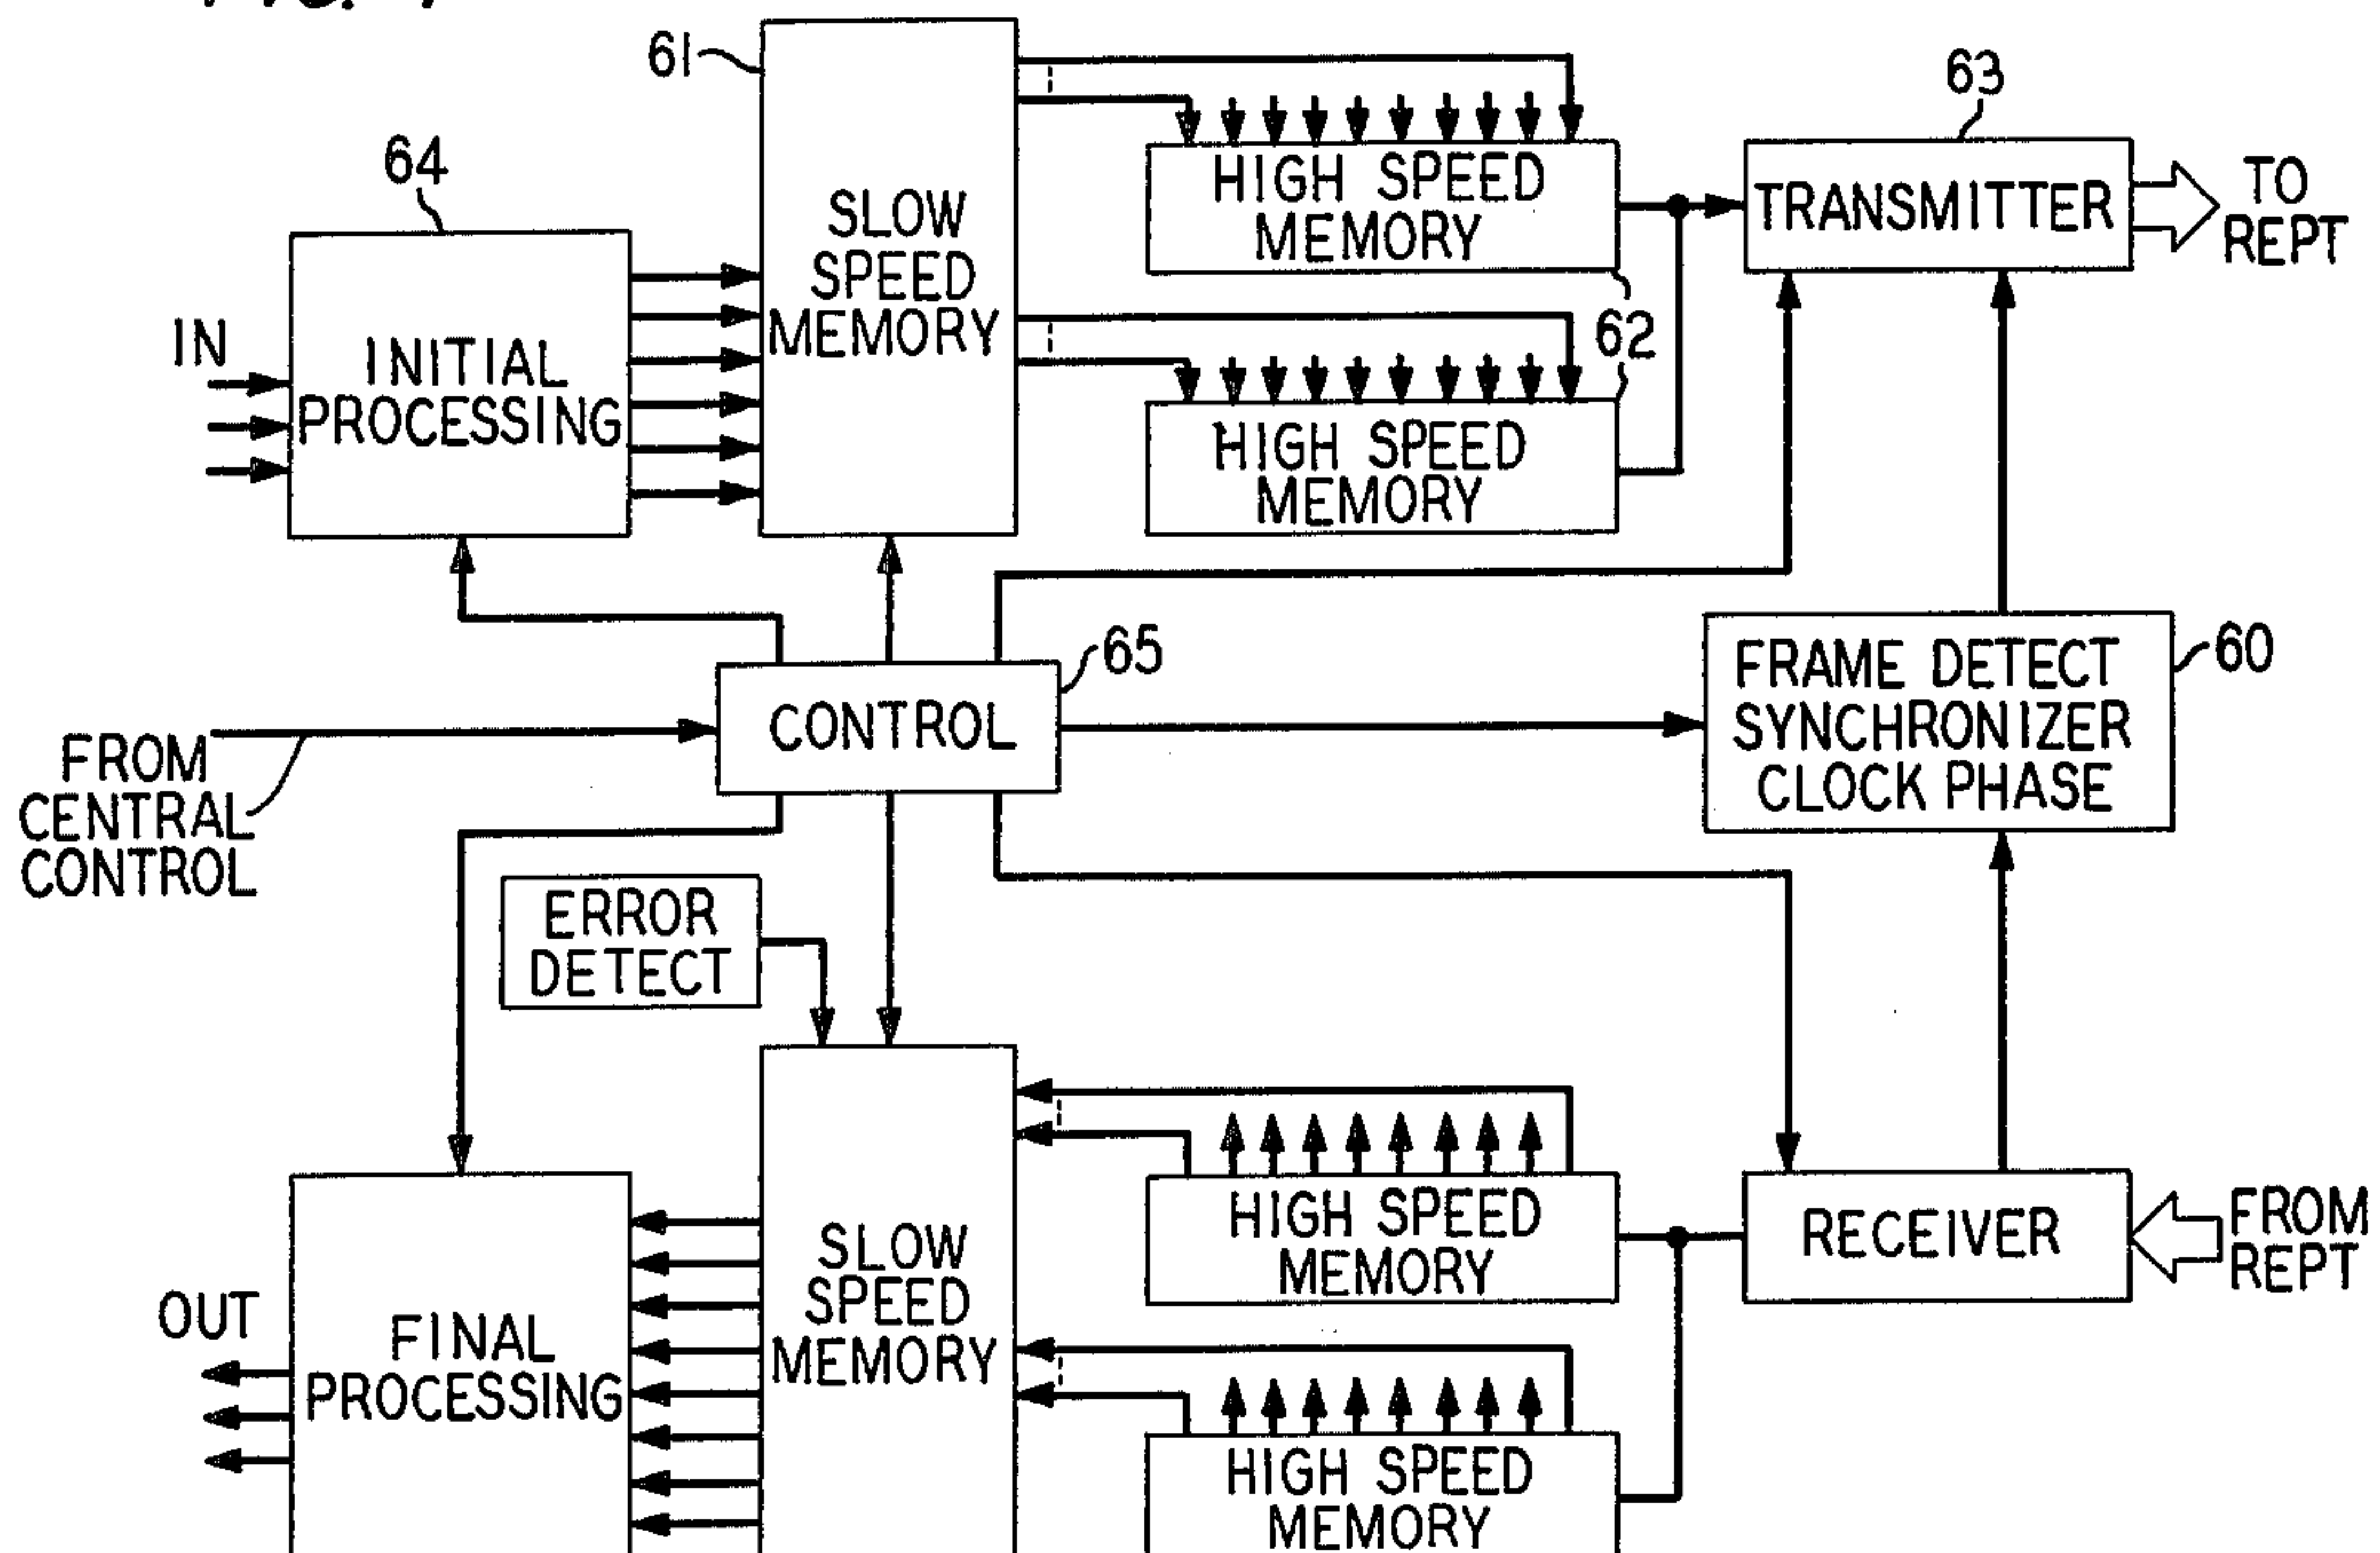 61
63
64
HIGH SPEED
MEMORY
TRANSMITTER
TO
REPT
SLOW
SPEED
MEMORY
IN
INITIAL
PROCESSING
62
HIGH SPEED
MEMORY
65
60
CONTROL
FRAME DETECT
SYNCHRONIZER
CLOCK PHASE
FROM
CENTRAL
CONTROL
ERROR
DETECT
HIGH SPEED
MEMORY
RECEIVER
FROM
REPT
SLOW
SPEED
MEMORY
OUT
FINAL
PROCESSING
HIGH SPEED
MEMORY